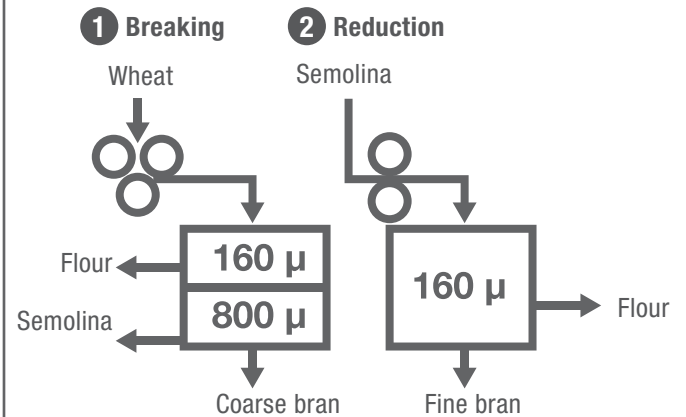 1 Breaking
Wheat
160 μ
800 μ
Flour
Semolina
Coarse bran
2 Reduction
Semolina
160 μ
Flour
Fine bran